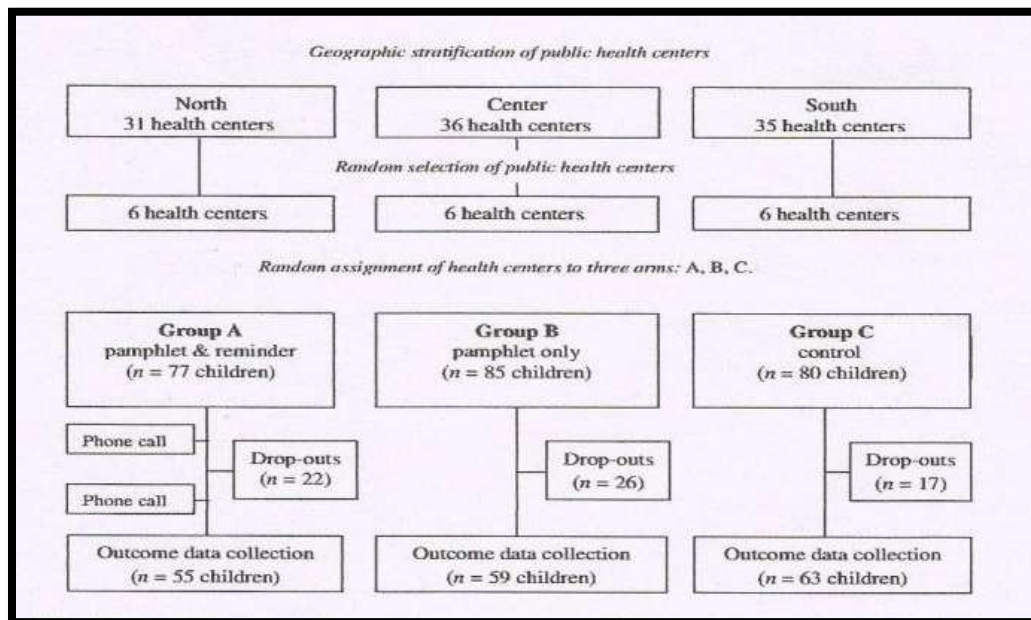 Geographic stratification of public health centers
North
31 health centers
Center
36 health centers
South
35 health centers
Random selection of public health centers
6 health centers
6 health centers
6 health centers
Random assignment of health centers to three arms: A, B, C.
Group A
pamphlet & reminder
(n = 77 children)
Group B
pamphlet only
(n = 85 children)
Group C
control
(n = 80 children)
Phone call
Drop-outs
(n = 22)
Phone call
Drop-outs
(n = 26)
Drop-outs
(n = 17)
Outcome data collection
(n = 55 children)
Outcome data collection
(n = 59 children)
Outcome data collection
(n = 63 children)